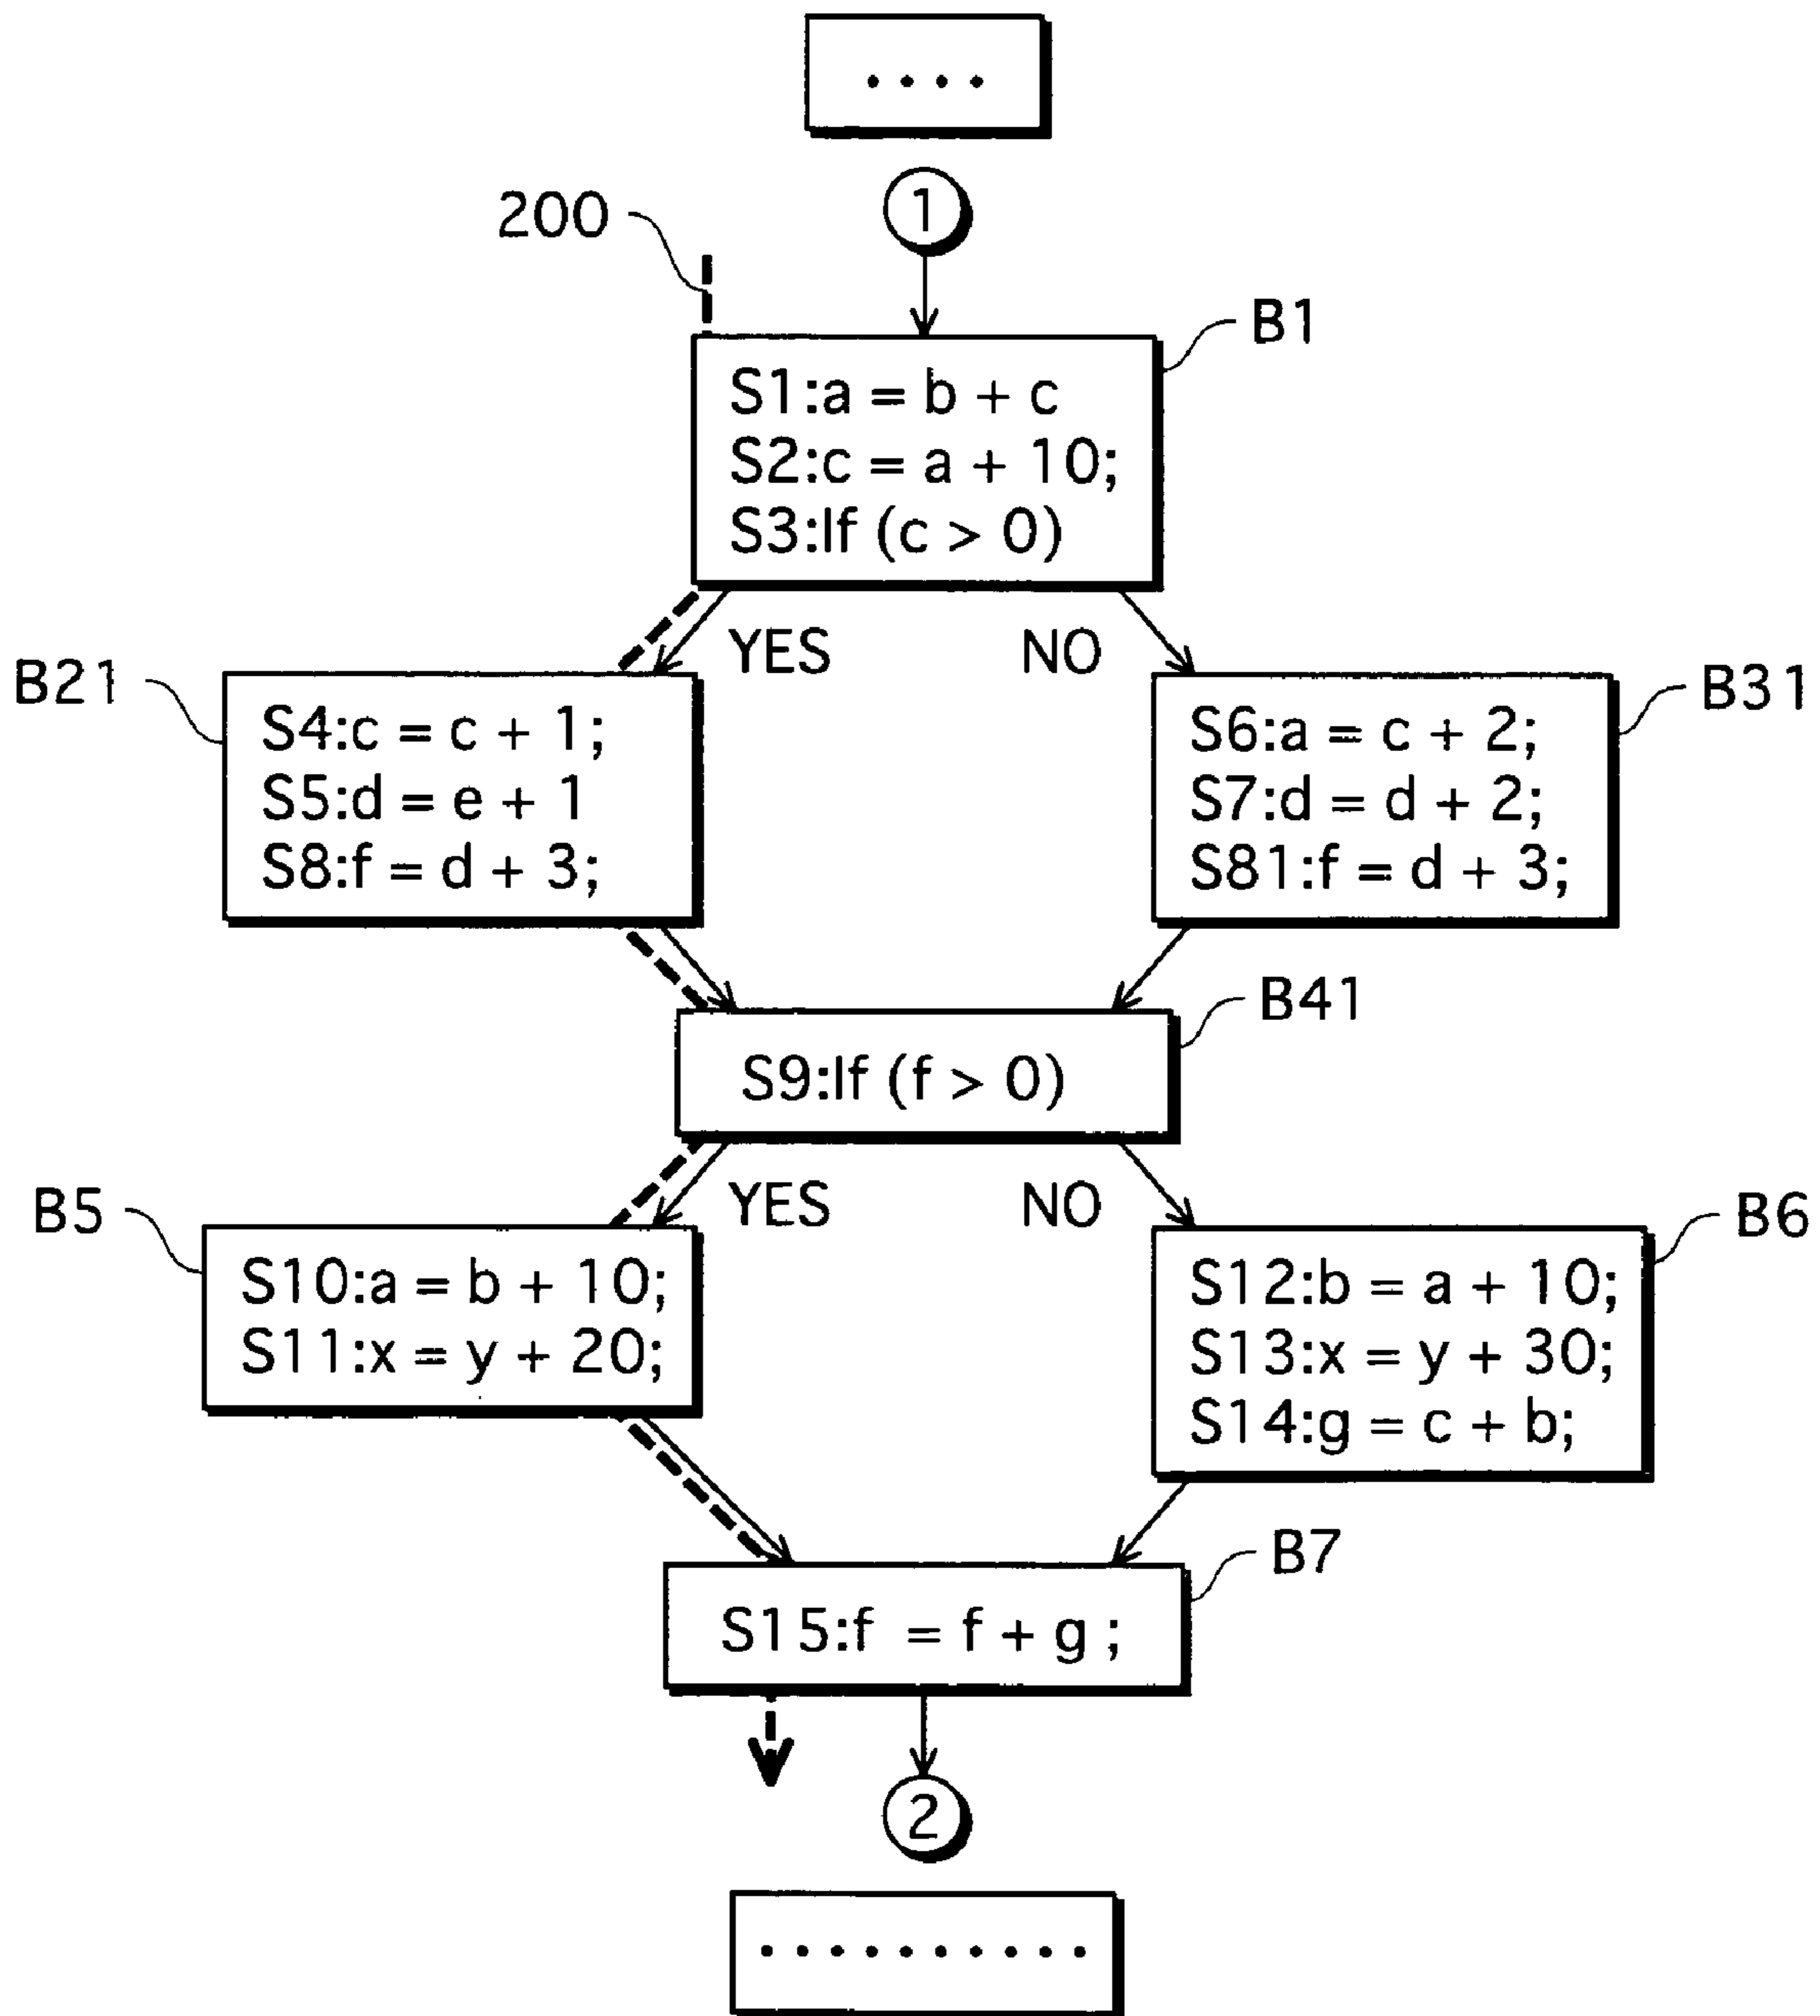 ....
1
200
B1
S1:a = b + c
S2:c = a + 10;
S3:If (c > 0)
YES
NO
B21
S4:c = c + 1;
S5:d = e + 1
S8:f = d + 3;
B31
S6:a = c + 2;
S7:d = d + 2;
S81:f = d + 3;
B41
S9:If (f > 0)
YES
NO
B5
S10:a = b + 10;
S11:x = y + 20;
B6
S12:b = a + 10;
S13:x = y + 30;
S14:g = c + b;
B7
S15:f = f + g ;
2
..........